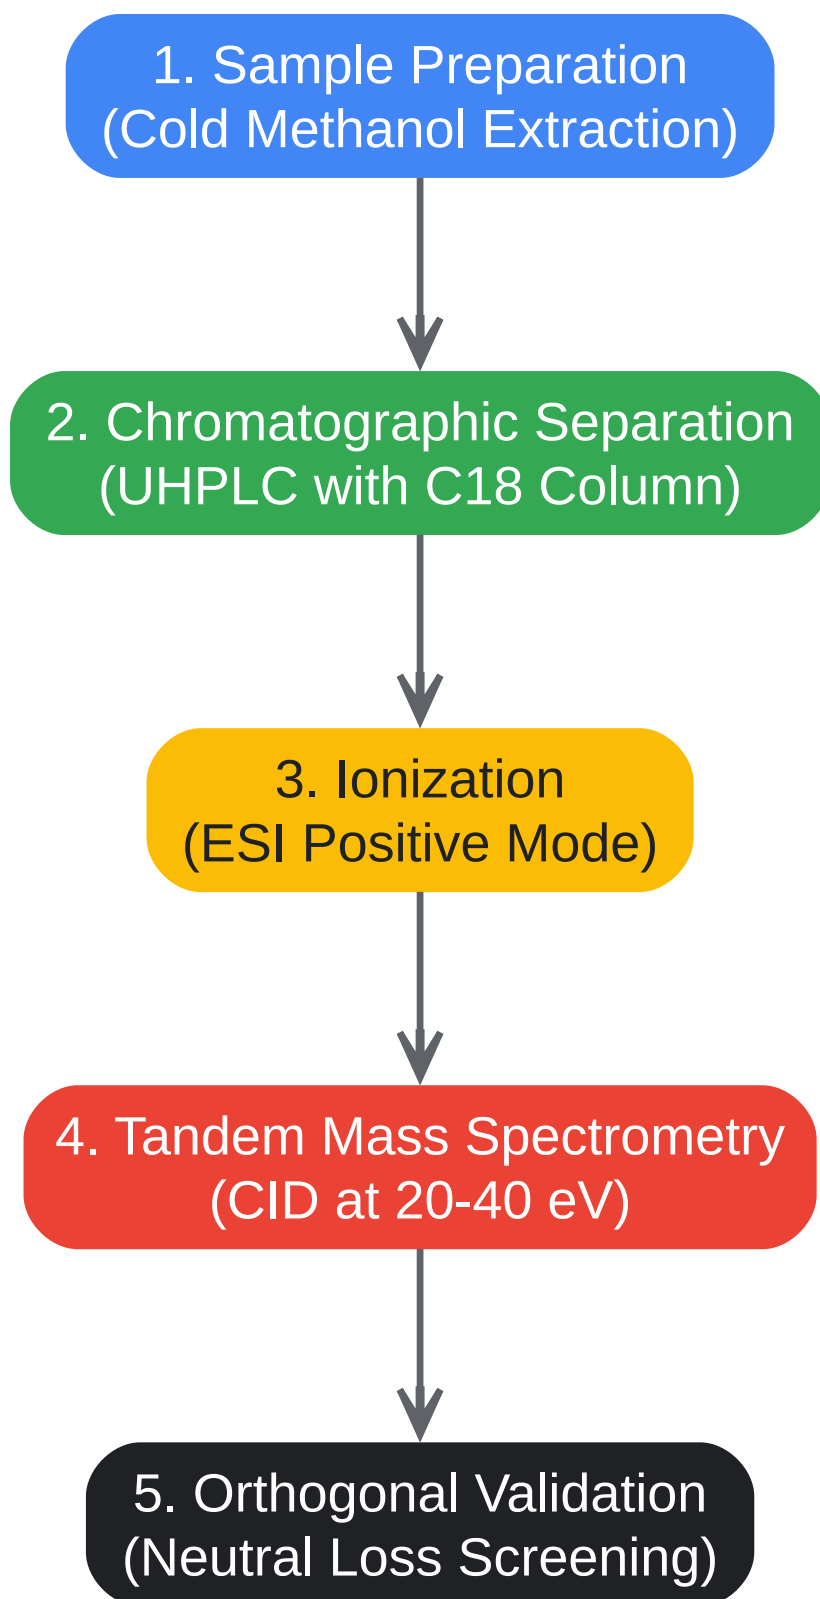 1. Sample Preparation
(Cold Methanol Extraction)
2. Chromatographic Separation
(UHPLC with C18 Column)
3. Ionization
(ESI Positive Mode)
4. Tandem Mass Spectrometry
(CID at 20-40 eV)
5. Orthogonal Validation
(Neutral Loss Screening)